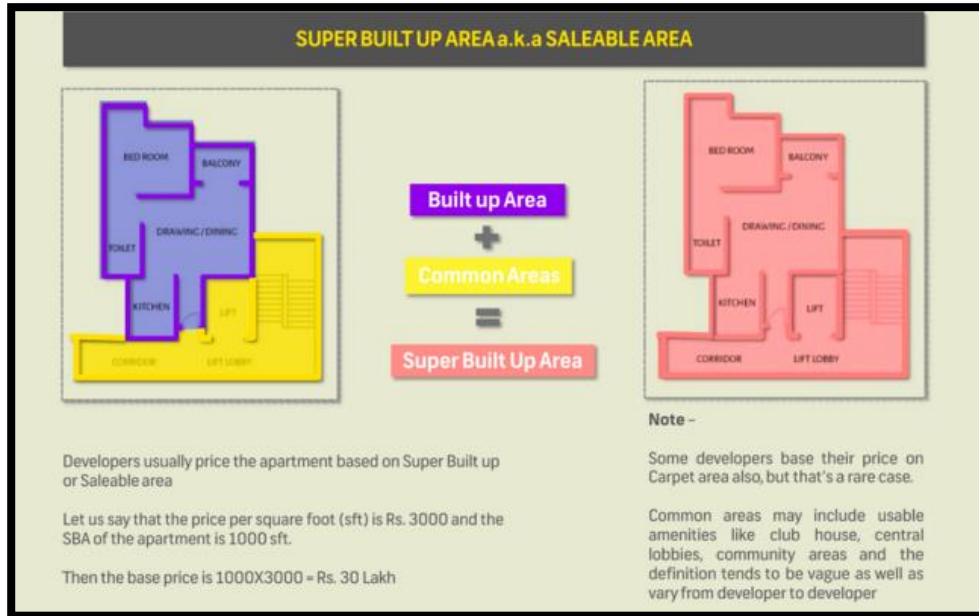 SUPER BUILT UP AREA a.k.a SALEABLE AREA
BED ROOM
BALCONY
DRAWING / DINING
TOILET
KITCHEN
LIFT
CORRIDOR
LIFT LOBBY
Built up Area
+
Common Areas
=
Super Built Up Area
BED ROOM
BALCONY
DRAWING / DINING
TOILET
KITCHEN
LIFT
CORRIDOR
LIFT LOBBY
Developers usually price the apartment based on Super Built up
or Saleable area
Let us say that the price per square foot (sft) is Rs. 3000 and the
SBA of the apartment is 1000 sft.
Then the base price is 1000X3000 = Rs. 30 Lakh
Note –
Some developers base their price on
Carpet area also, but that's a rare case.
Common areas may include usable
amenities like club house, central
lobbies, community areas and the
definition tends to be vague as well as
vary from developer to developer